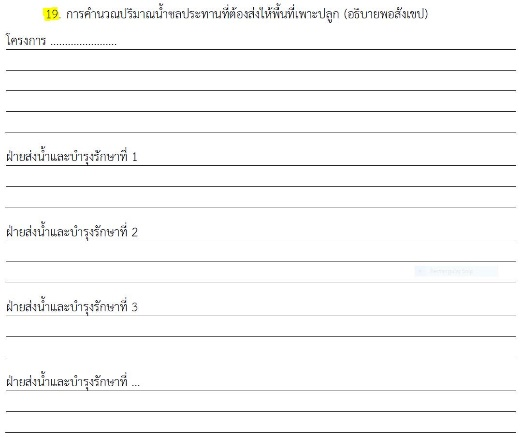 19. การคำนวณปริมาณน้ำชลประทานที่ต้องส่งให้พื้นที่เพาะปลูก (อธิบายพอสังเขป)
โครงการ .......................
ฝ่ายส่งน้ำและบำรุงรักษาที่ 1
ฝ่ายส่งน้ำและบำรุงรักษาที่ 2
ฝ่ายส่งน้ำและบำรุงรักษาที่ 3
ฝ่ายส่งน้ำและบำรุงรักษาที่ ...